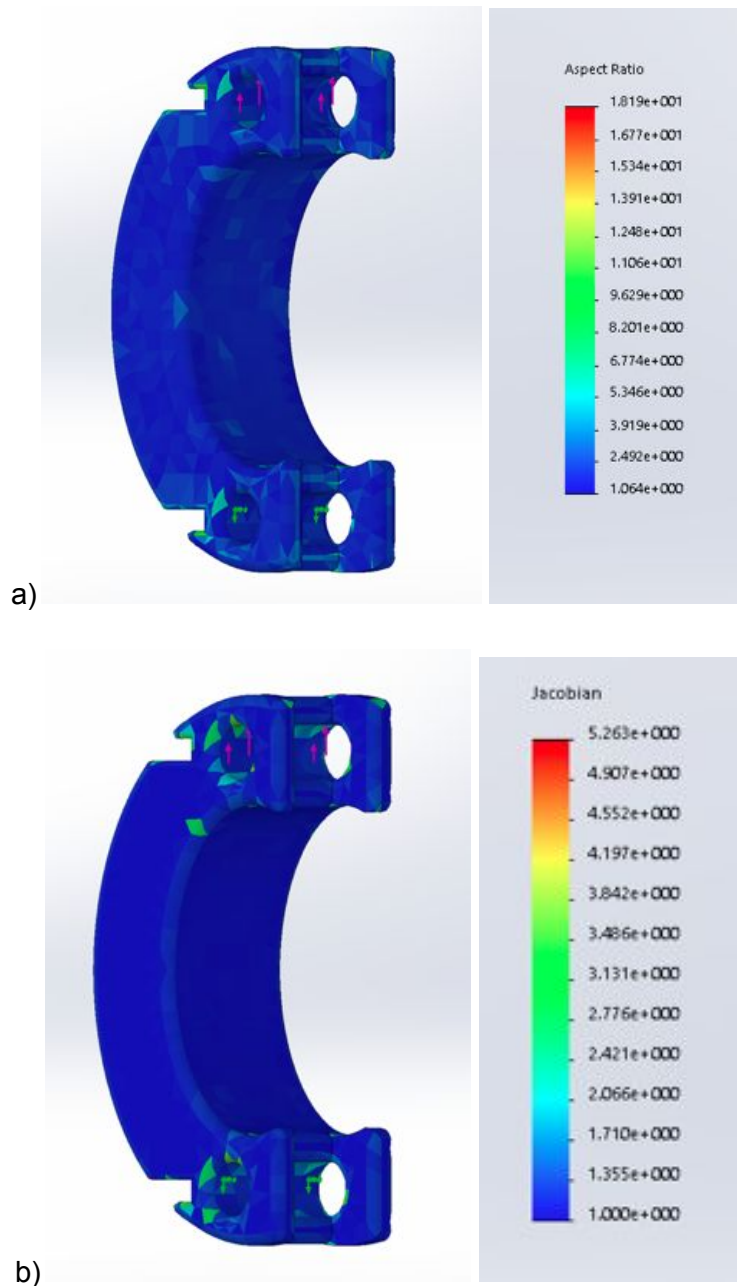 Aspect Ratio
1.819e+001
1.677e+001
1.534e+001
1.391e+001
1.248e+001
1.106e+001
9.629e+000
8.201e+000
6.774e+000
5.346e+000
3.919e+000
2.492e+000
1.064e+000
a)
Jacobian
5.263e+000
4.907e+000
4.552e+000
4.197e+000
3.842e+000
3.486e+000
3.131e+000
2.776e+000
2.421e+000
2.066e+000
1.710e+000
1.355e+000
1.000e+000
b)